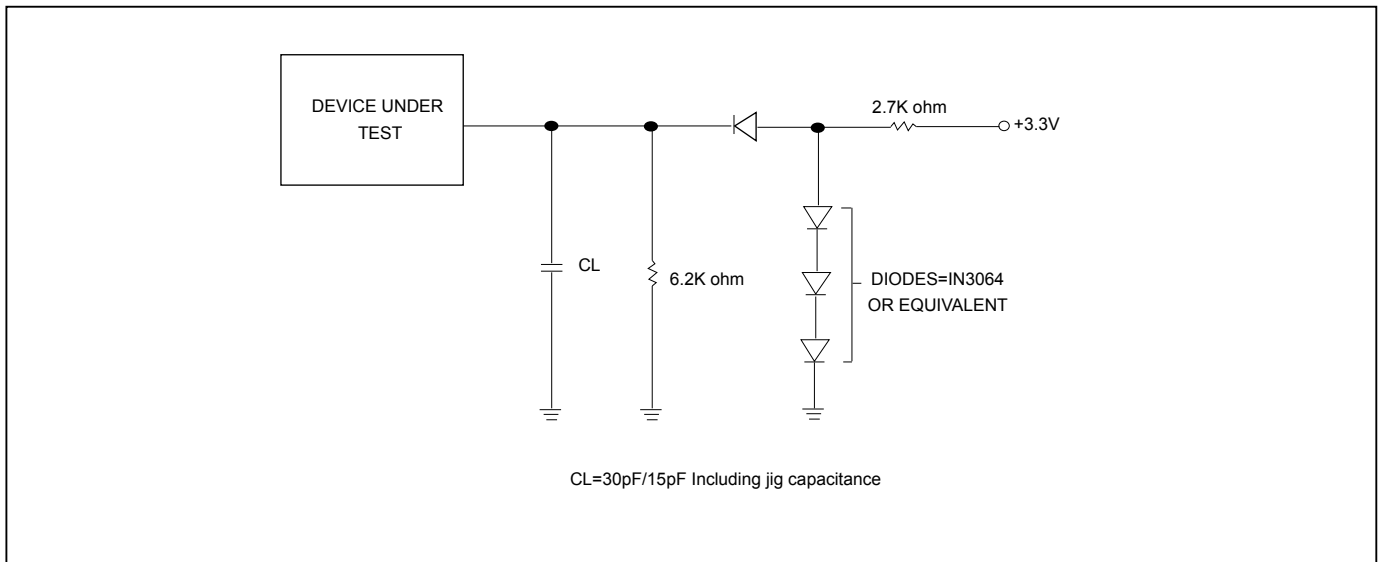 DEVICE UNDER
TEST
2.7K ohm
+3.3V
CL
6.2K ohm
DIODES=IN3064
OR EQUIVALENT
CL=30pF/15pF Including jig capacitance